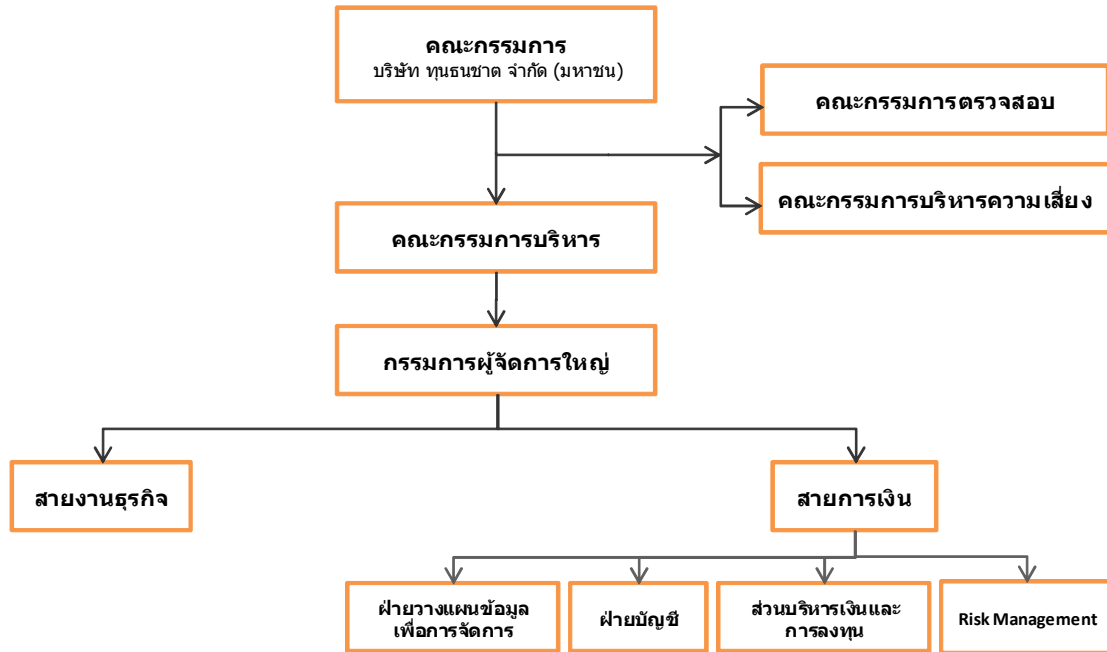 คณะกรรมการ
บริษัท ทุนธนชาต จำกัด (มหาชน)
คณะกรรมการตรวจสอบ
คณะกรรมการบริหารความเสี่ยง
คณะกรรมการบริหาร
กรรมการผู้จัดการใหญ่
สายงานธุรกิจ
สายการเงิน
ฝ่ายวางแผนข้อมูล
เพื่อการจัดการ
ฝ่ายบัญชี
ส่วนบริหารเงินและ
การลงทุน
Risk Management